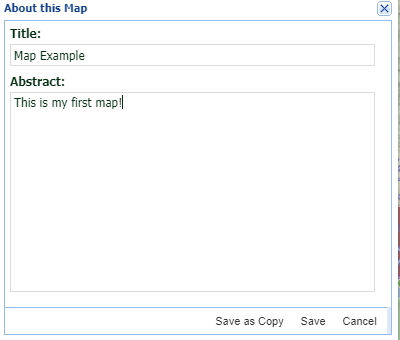 About this Map
Title:
Map Example
Abstract:
This is my first map!
Save as Copy Save Cancel